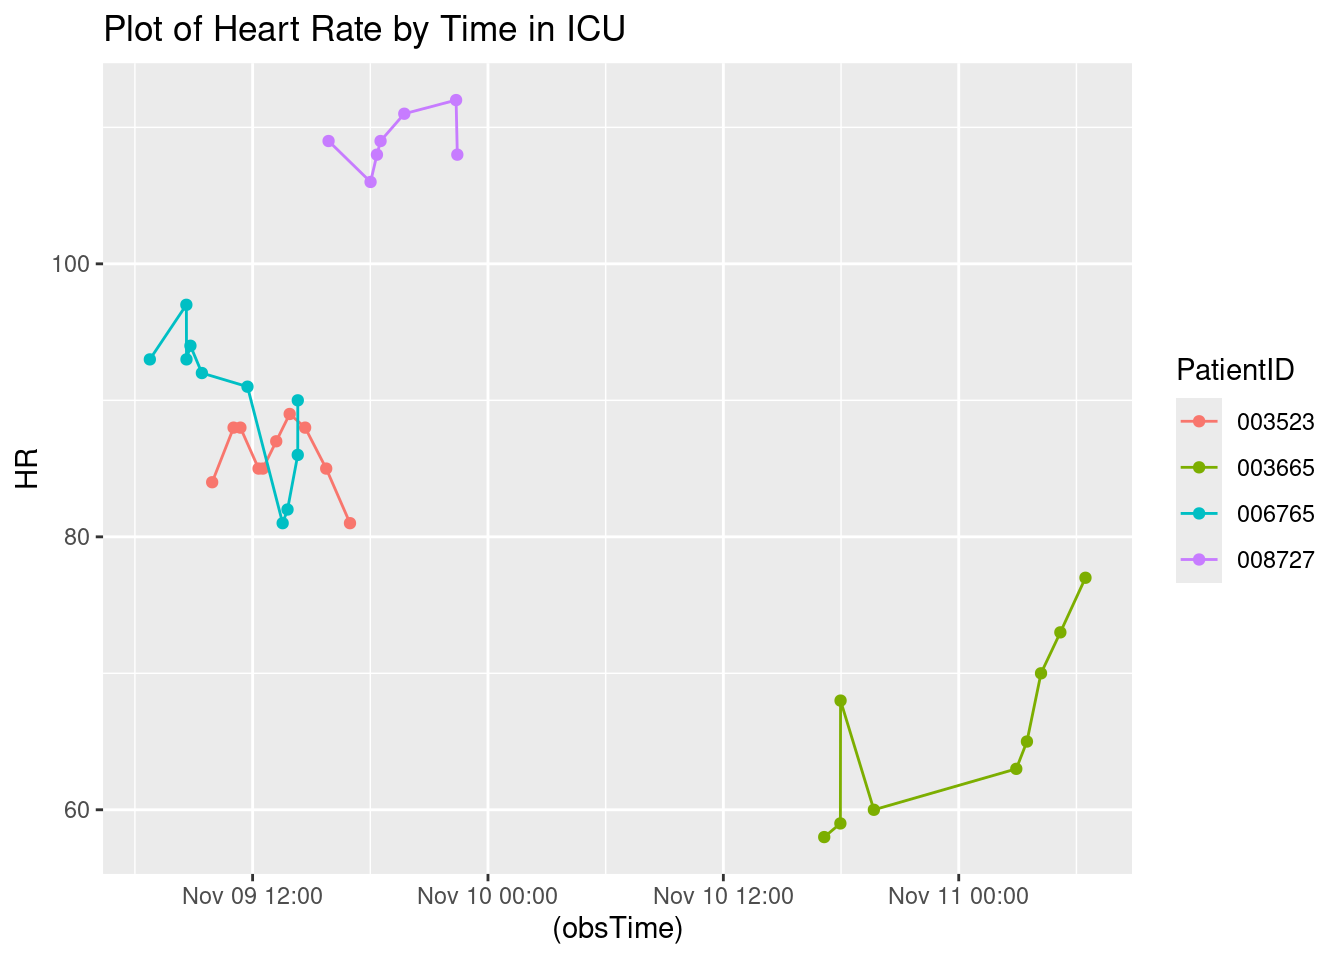 Plot of Heart Rate by Time in ICU
HR
100
80
60
Nov 09 12:00 Nov 10 00:00 Nov 10 12:00 Nov 11 00:00
(obsTime)
PatientID
003523
003665
006765
008727